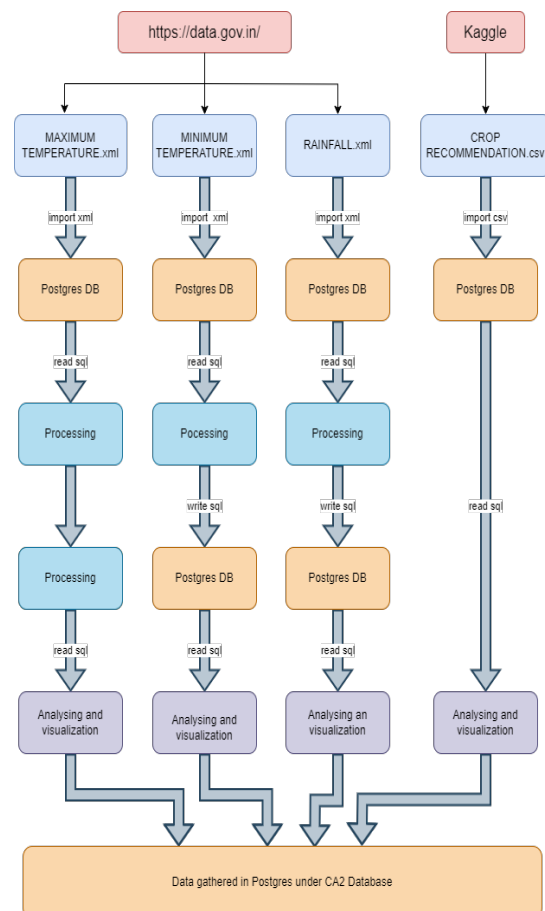 https://data.gov.in/
Kaggle
MAXIMUM
TEMPERATURE.xml
MINIMUM
TEMPERATURE.xml
RAINFALL.xml
CROP
RECOMMENDATION.csv
import xml
import xml
import xml
import csv
Postgres DB
Postgres DB
Postgres DB
Postgres DB
read sql
read sql
read sql
Processing
Pocessing
Processing
write sql
write sql
read sql
Processing
Postgres DB
Postgres DB
read sql
read sql
read sql
Analysing and
visualization
Analysing and
visualization
Analysing an
visualization
Analysing and
visualization
Data gathered in Postgres under CA2 Database